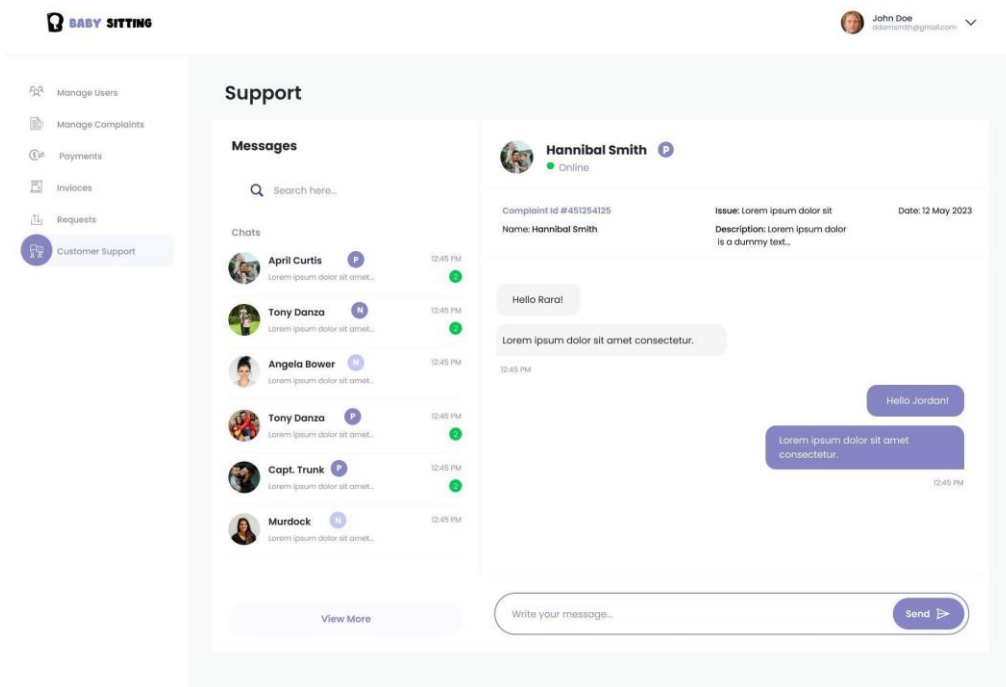 BABY SITTING
John Doe
adamsmith@gmail.com
Manage Users
Manage Complaints
Payments
Invioces
Requests
Customer Support
Support
Messages
Search here...
Chats
April Curtis P 12:45 PM
Lorem ipsum dolor sit amet... 2
Tony Danza N 12:45 PM
Lorem ipsum dolor sit amet... 2
Angela Bower N 12:45 PM
Lorem ipsum dolor sit amet...
Tony Danza P 12:45 PM
Lorem ipsum dolor sit amet... 2
Capt. Trunk P 12:45 PM
Lorem ipsum dolor sit amet... 2
Murdock N 12:45 PM
Lorem ipsum dolor sit amet...
View More
Hannibal Smith P
Online
Complaint Id #451254125
Name: Hannibal Smith
Issue: Lorem ipsum dolor sit
Description: Lorem ipsum dolor
is a dummy text...
Date: 12 May 2023
Hello Rara!
Lorem ipsum dolor sit amet consectetur.
12:45 PM
Hello Jordan!
Lorem ipsum dolor sit amet
consectetur.
12:45 PM
Write your message...
Send